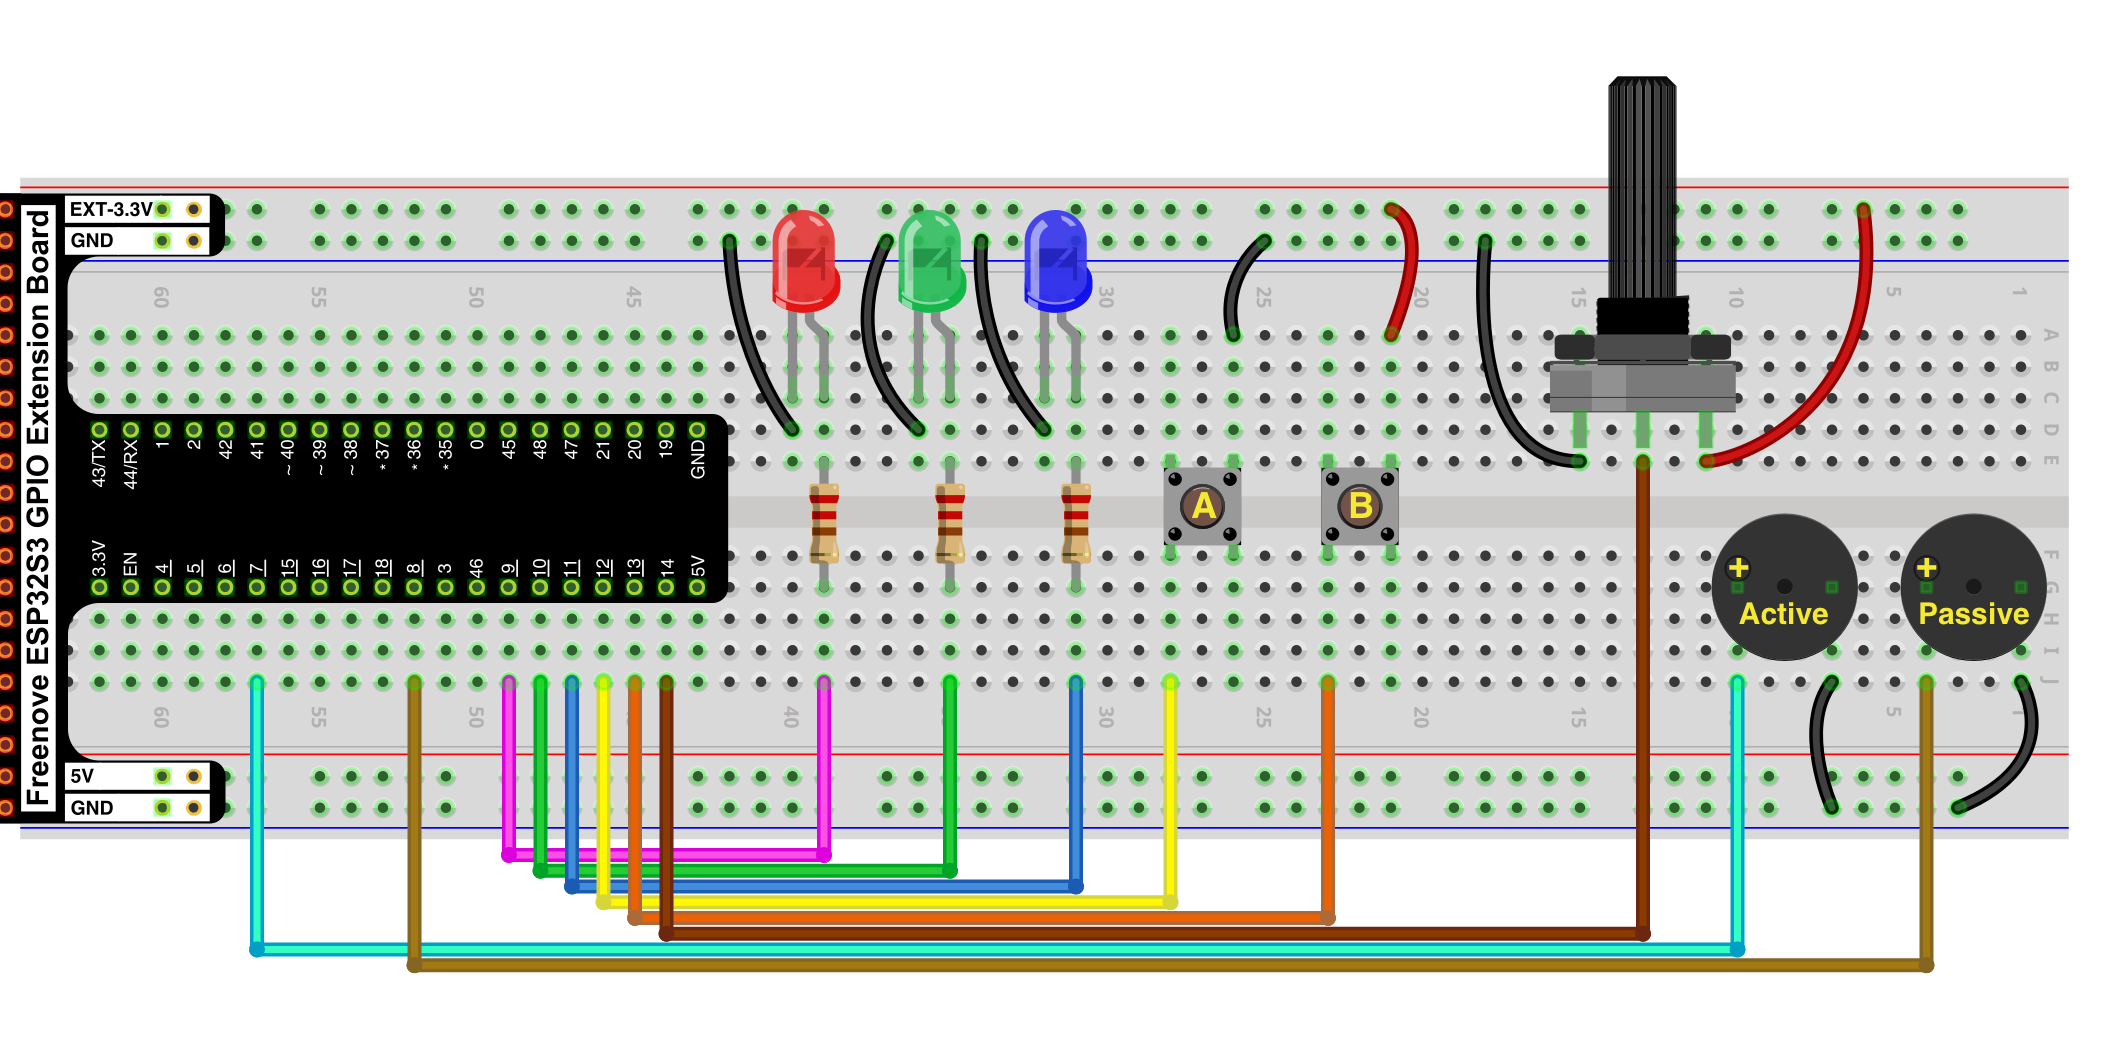 Freenove ESP32S3 GPIO Extension Board
EXT-3.3V
GND
60 55 50 45 30 25 20 15 10 5 1
A
B
C
D
E
43/TX 44/RX 1 2 42 41 ~ 40 ~ 39 ~ 38 * 37 * 36 * 35 0 45 48 47 21 20 19 GND
A B
3.3V EN 4 5 6 7 15 16 17 18 8 3 46 9 10 11 12 13 14 5V
F
G
+ +
Active Passive
H
I
J
60 55 50 40 30 25 20 15 5
5V
GND